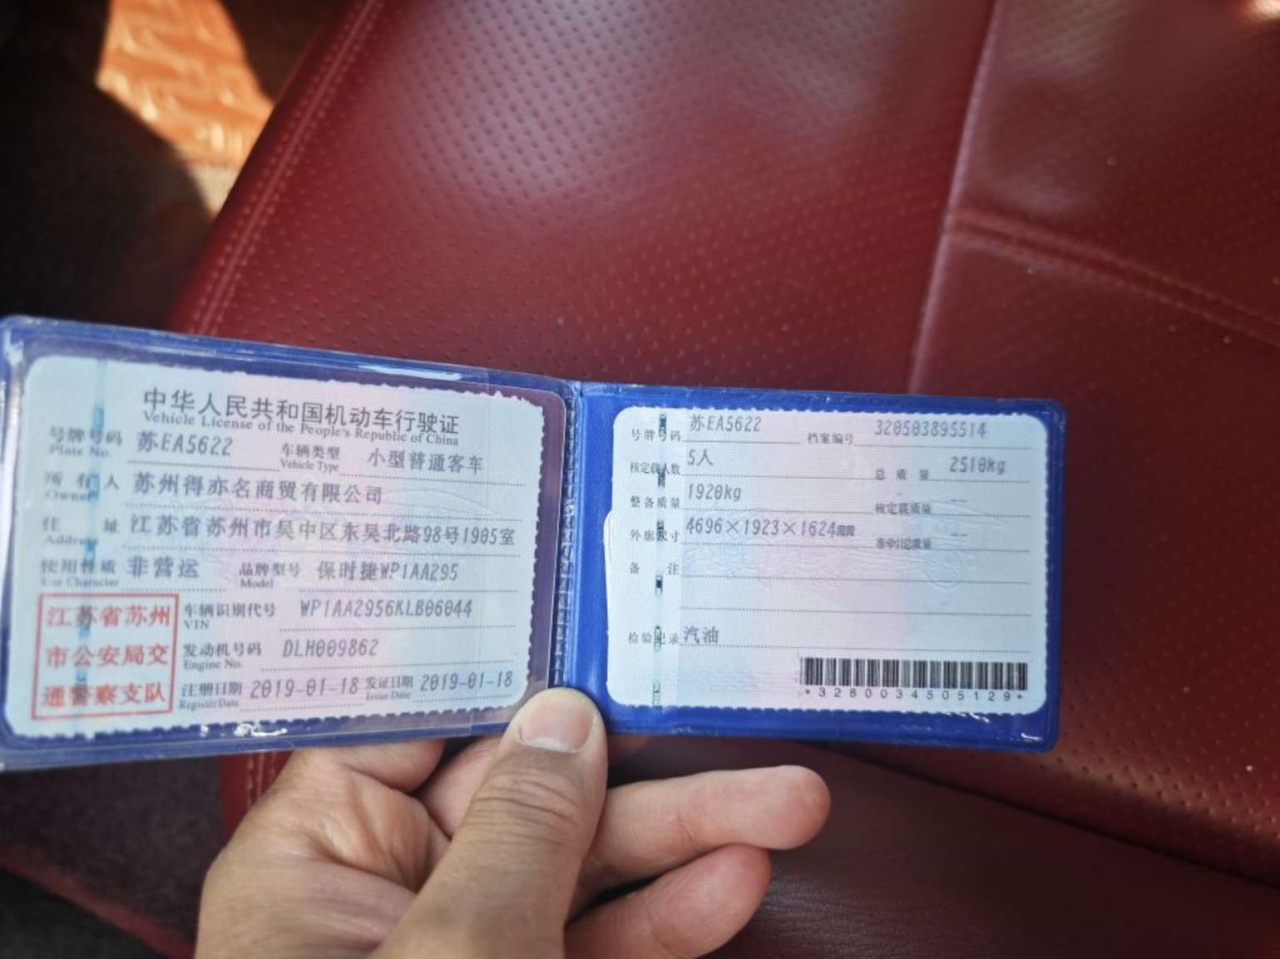 中华人民共和国机动车行驶证
Vehicle License of the People's Republic of China
号牌号码 苏EA5622 车辆类型 小型普通客车
Plate No. Vehicle Type
所有人 苏州得亦名商贸有限公司
Owner
住址 江苏省苏州市吴中区东吴北路98号1905室
Address
使用性质 非营运 品牌型号 保时捷WP1AA295
Use Character Model
江苏省苏州
市公安局交
通警察支队
车辆识别代号 WP1AA2956KLB06044
VIN
发动机号码 DLH009862
Engine No.
注册日期 2019-01-18 发证日期 2019-01-18
Register Date Issue Date
号牌号码 苏EA5622 档案编号 320503895514
核定载人数 5人 总质量 2510kg
整备质量 1920kg 核定载质量 --
外廓尺寸 4696×1923×1624mm 准牵引总质量 --
备注
检验记录 汽油
*3280034505129*